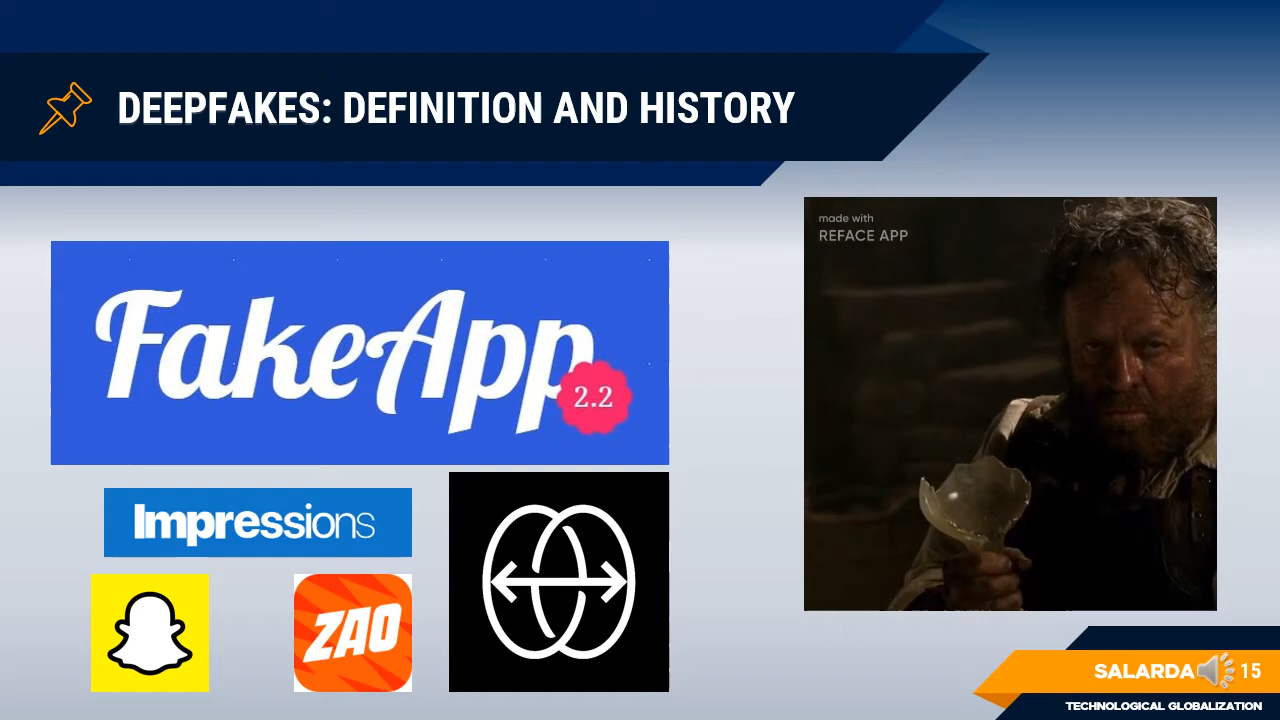 DEEPFAKES: DEFINITION AND HISTORY
made with
REFACE APP
FakeApp
2.2
Impressions
ZAO
SALARDA 15
TECHNOLOGICAL GLOBALIZATION